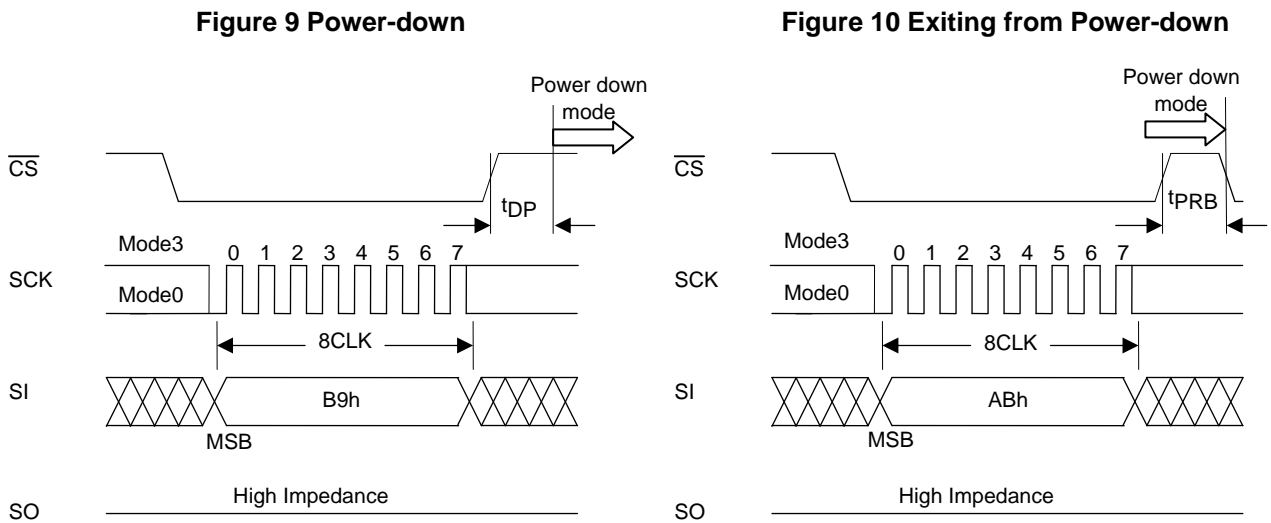 Figure 9 Power-down
Power down
mode
CS
tDP
Mode3
0 1 2 3 4 5 6 7
SCK
Mode0
8CLK
SI
B9h
MSB
High Impedance
SO
Figure 10 Exiting from Power-down
Power down
mode
CS
tPRB
Mode3
0 1 2 3 4 5 6 7
SCK
Mode0
8CLK
SI
ABh
MSB
High Impedance
SO